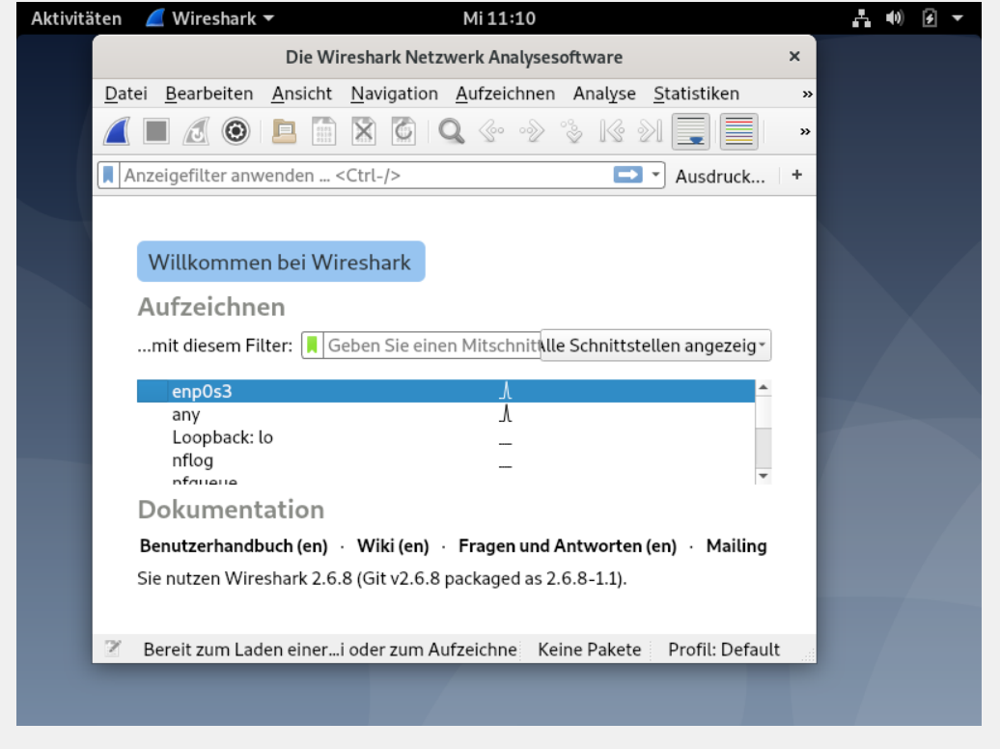 Aktivitäten Wireshark Mi 11:10
Die Wireshark Netzwerk Analysesoftware ×
Datei Bearbeiten Ansicht Navigation Aufzeichnen Analyse Statistiken »
»
Anzeigefilter anwenden ... <Ctrl-/> Ausdruck... +
Willkommen bei Wireshark
Aufzeichnen
...mit diesem Filter: Geben Sie einen Mitschnitt Alle Schnittstellen angezeig
enp0s3
any
Loopback: lo
nflog
nfqueue
Dokumentation
Benutzerhandbuch (en) · Wiki (en) · Fragen und Antworten (en) · Mailing
Sie nutzen Wireshark 2.6.8 (Git v2.6.8 packaged as 2.6.8-1.1).
Bereit zum Laden einer...i oder zum Aufzeichne Keine Pakete Profil: Default